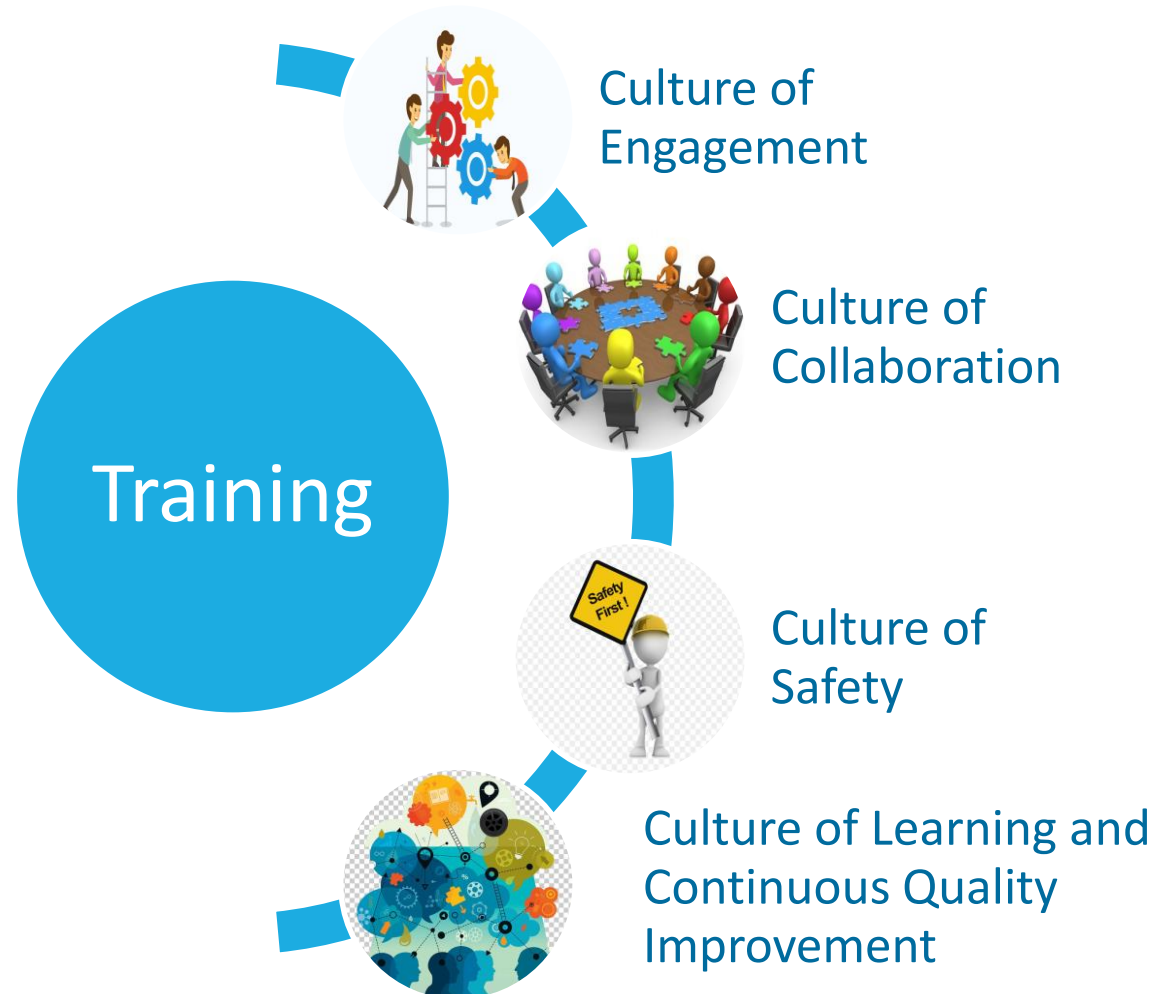 Culture of
Engagement
Culture of
Collaboration
Training
Safety
First !
Culture of
Safety
Culture of Learning and
Continuous Quality
Improvement